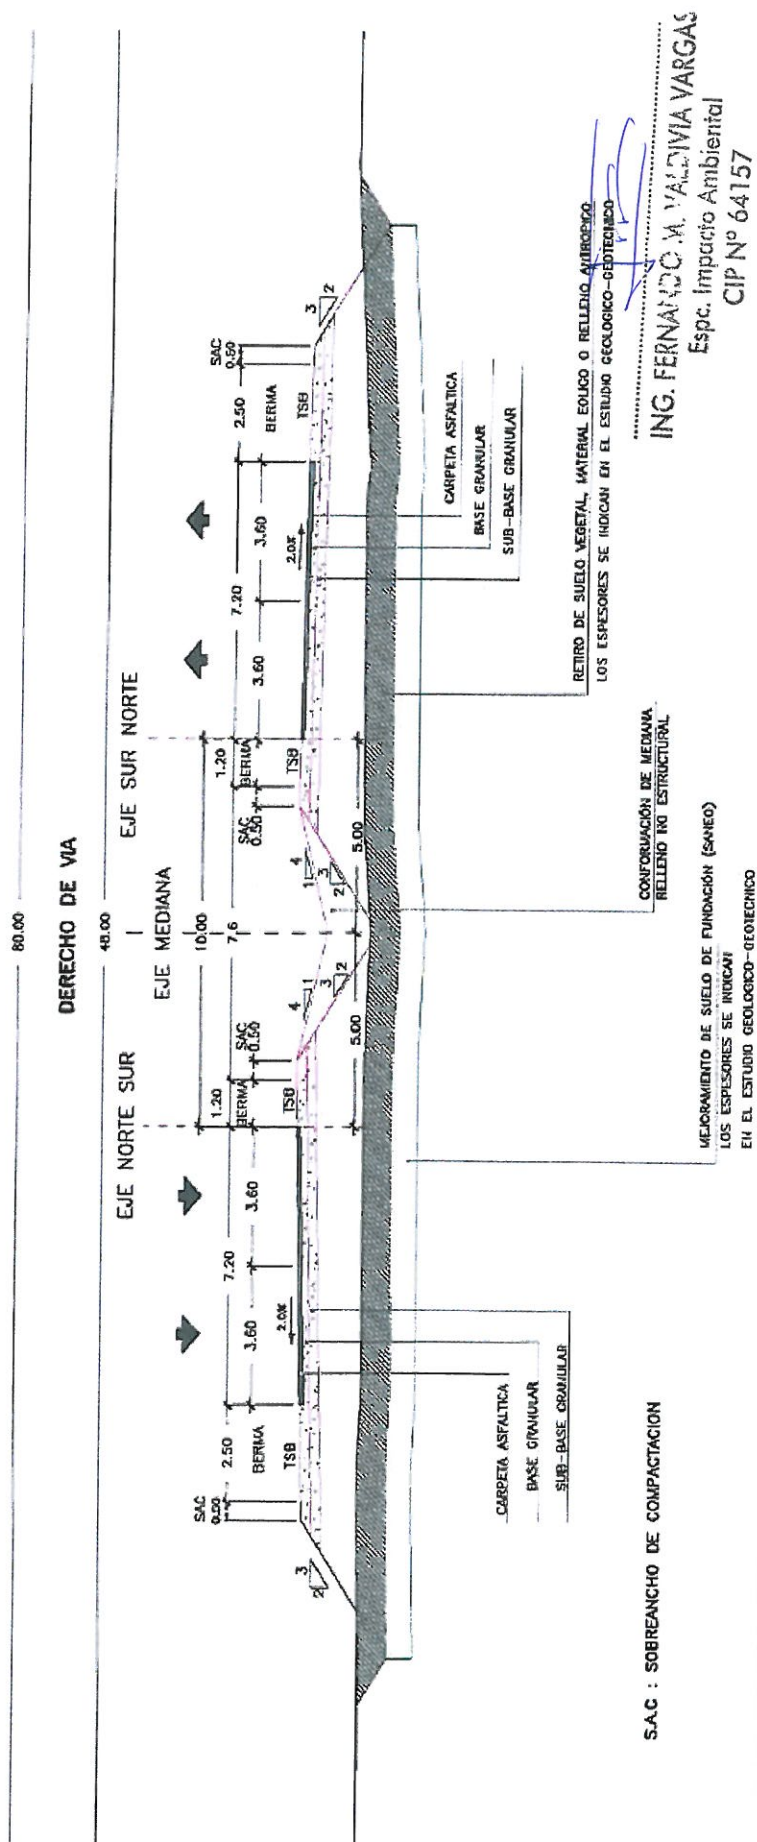 80.00
DERECHO DE VIA
48.00
EJE NORTE SUR
EJE MEDIANA
EJE SUR NORTE
10.00
7.6
SAC
2.50
BERMA
TSB
7.20
3.60
3.60
2.0%
1.20
BERMA
TSB
SAC
0.50
5.00
5.00
SAC
0.50
1.20
BERMA
TSB
7.20
3.60
3.60
2.0%
2.50
BERMA
TSB
SAC
0.50
3
2
4
1
3
2
1
4
3
2
3
2
CARPETA ASFALTICA
BASE GRANULAR
SUB-BASE GRANULAR
CARPETA ASFALTICA
BASE GRANULAR
SUB-BASE GRANULAR
RETIRO DE SUELO VEGETAL, MATERIAL EOLICO O RELLENO ANTROPICO
LOS ESPESORES SE INDICAN EN EL ESTUDIO GEOLOGICO-GEOTECNICO
CONFORMACIÓN DE MEDIANA
RELLENO NO ESTRUCTURAL
MEJORAMIENTO DE SUELO DE FUNDACIÓN (SANEO)
LOS ESPESORES SE INDICAN
EN EL ESTUDIO GEOLOGICO-GEOTECNICO
S.A.C : SOBREANCHO DE COMPACTACION
ING. FERNANDO M. VALDIVIA VARGAS
Espc. Impacto Ambiental
CIP Nº 64157